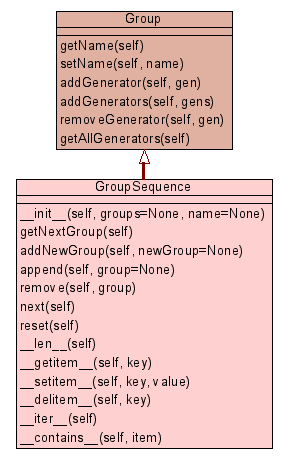 Group
getName(self)
setName(self, name)
addGenerator(self, gen)
addGenerators(self, gens)
removeGenerator(self, gen)
getAllGenerators(self)
GroupSequence
__init__(self, groups=None, name=None)
getNextGroup(self)
addNewGroup(self, newGroup=None)
append(self, group=None)
remove(self, group)
next(self)
reset(self)
__len__(self)
__getitem__(self, key)
__setitem__(self, key,value)
__delitem__(self, key)
__iter__(self)
__contains__(self, item)